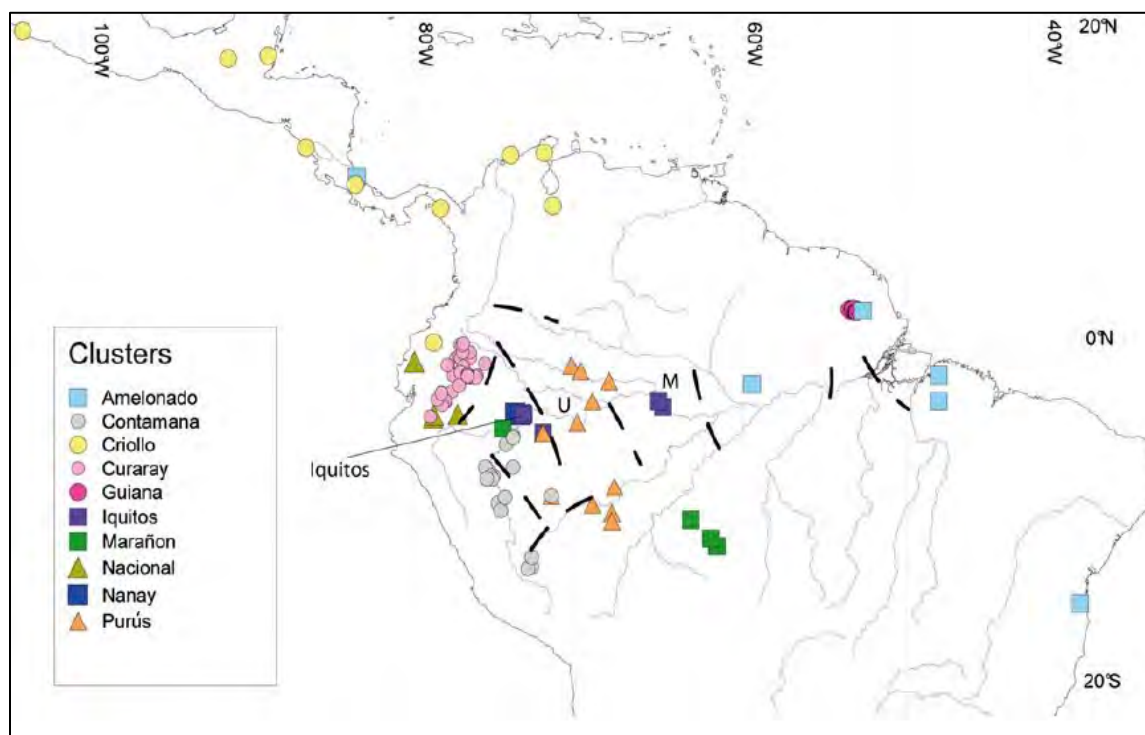 100°W
80°W
60°W
40°W
20°N
0°N
M
U
Iquitos
20°S
Clusters
Amelonado
Contamana
Criollo
Curaray
Guiana
Iquitos
Marañon
Nacional
Nanay
Purús